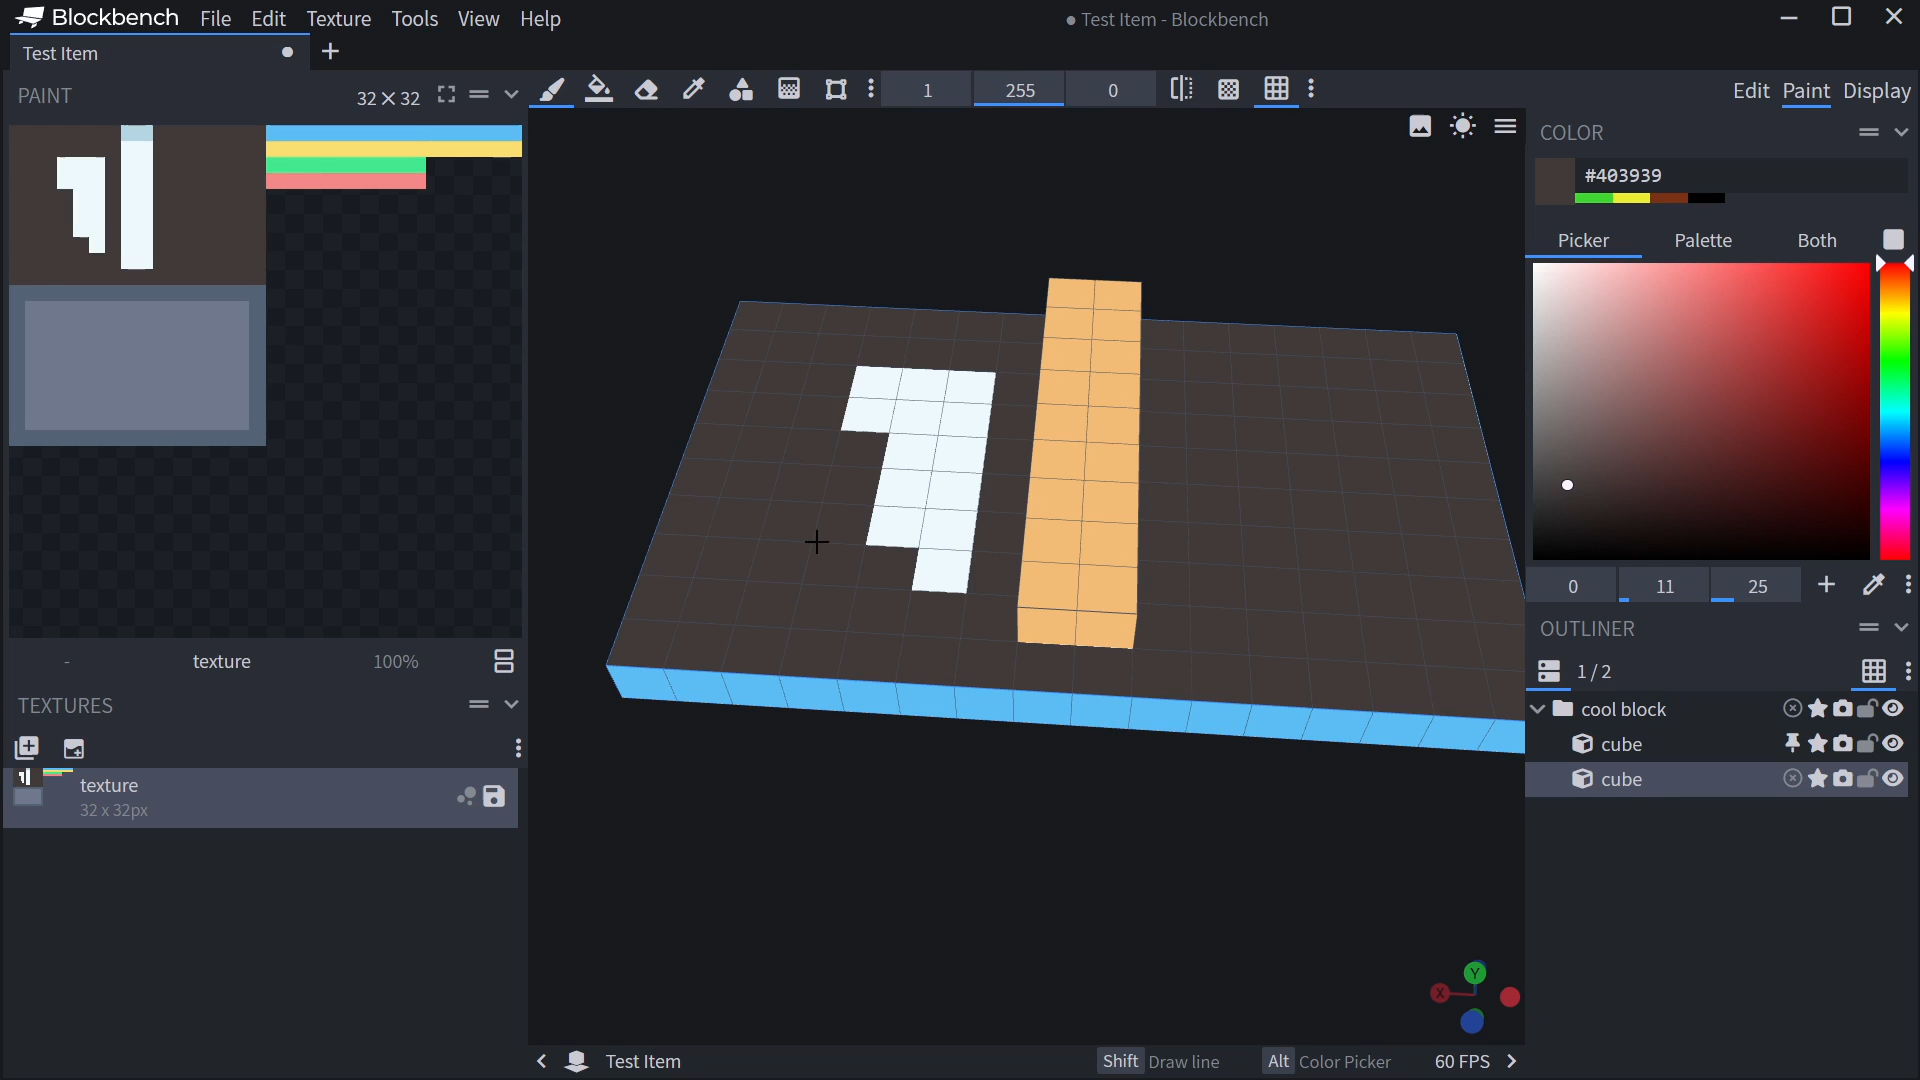 Blockbench File Edit Texture Tools View Help
● Test Item - Blockbench
Test Item
PAINT 32 × 32
1 255 0
Edit Paint Display
COLOR
#403939
Picker Palette Both
0 11 25
- texture 100%
TEXTURES
texture
32 x 32px
OUTLINER
1 / 2
cool block
cube
cube
Y
X
Test Item
Shift Draw line Alt Color Picker 60 FPS